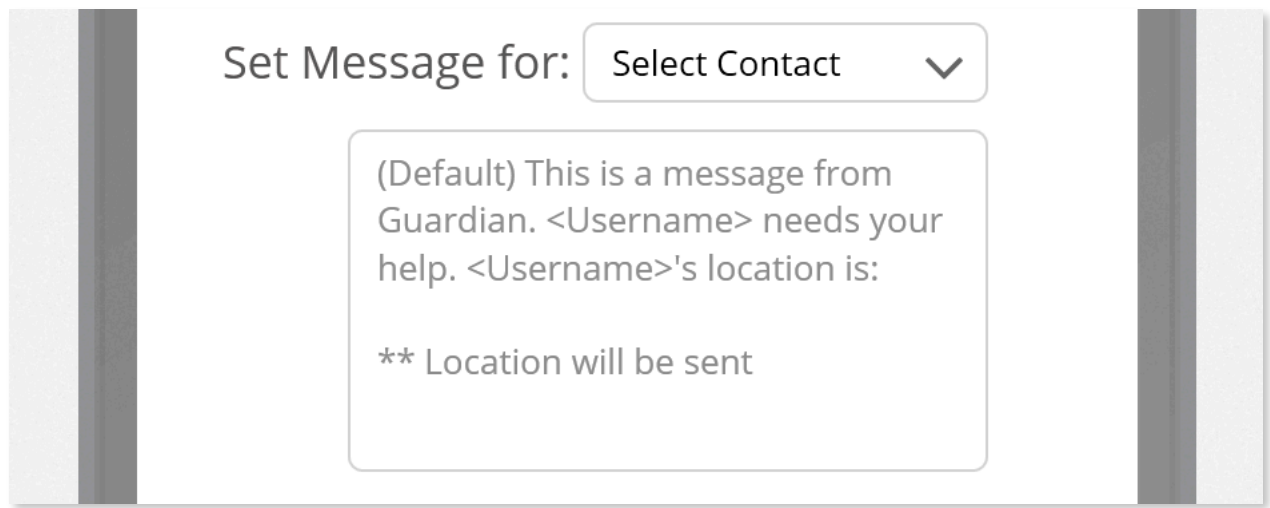 Set Message for: Select Contact
(Default) This is a message from
Guardian. <Username> needs your
help. <Username>'s location is:
** Location will be sent